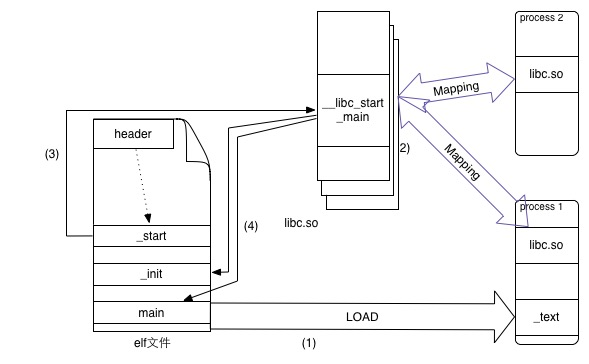 process 2
libc.so
__libc_start
_main
Mapping
header
(3)
2)
Mapping
process 1
_start
(4)
libc.so
libc.so
_init
main
LOAD
_text
elf文件
(1)